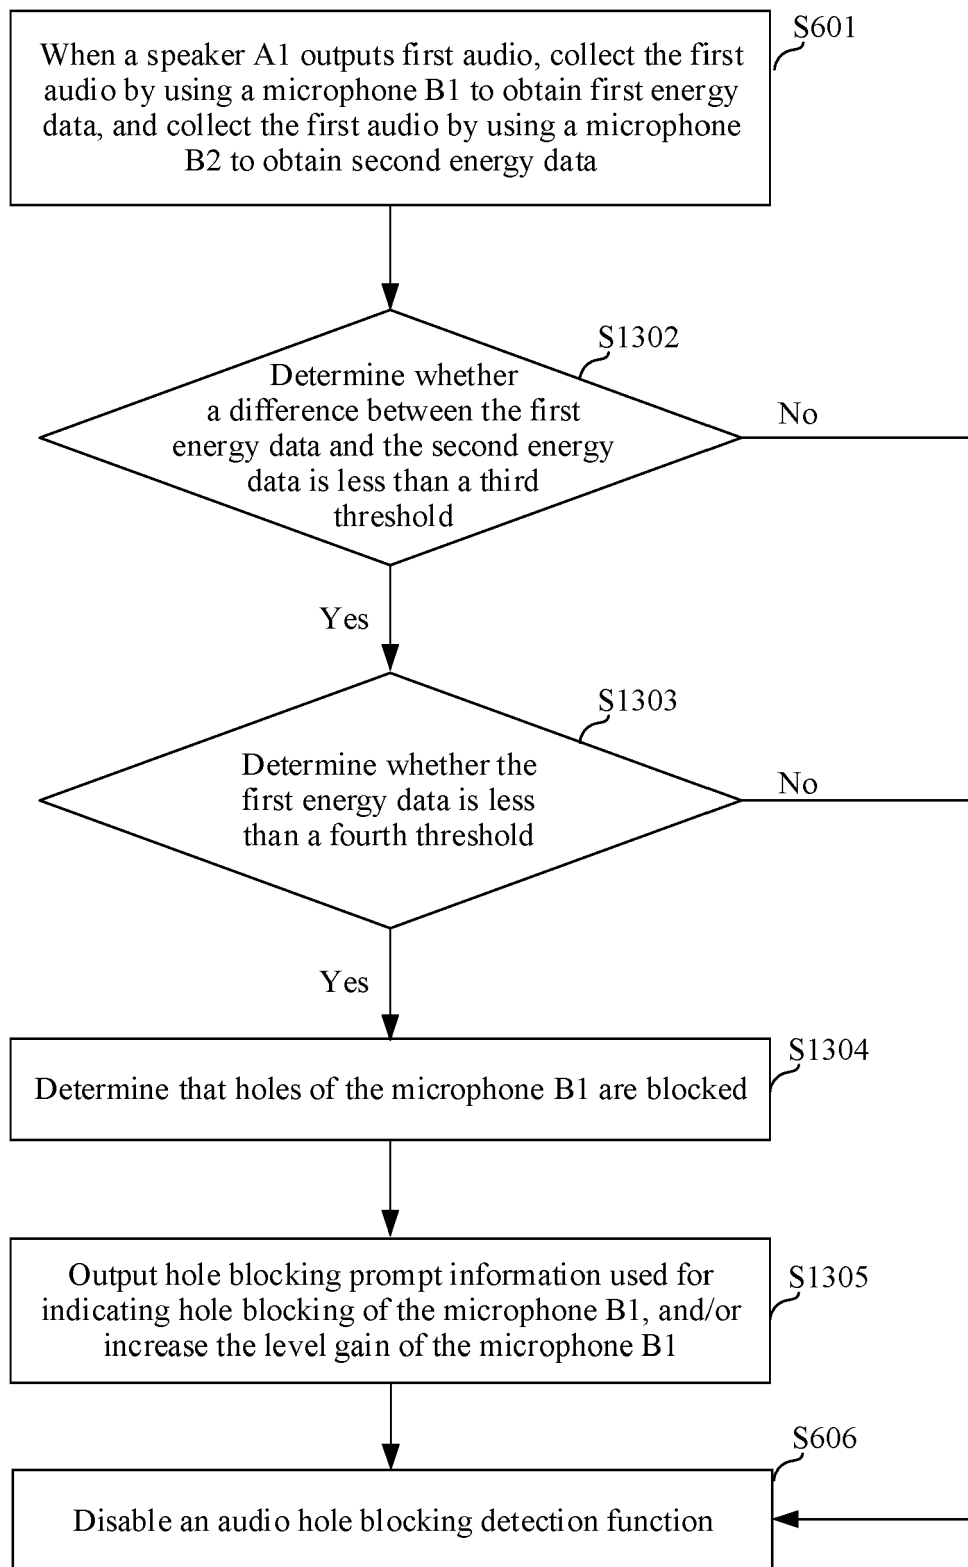 S601
When a speaker A1 outputs first audio, collect the first
audio by using a microphone B1 to obtain first energy
data, and collect the first audio by using a microphone
B2 to obtain second energy data
S1302
Determine whether
a difference between the first
energy data and the second energy
data is less than a third
threshold
No
Yes
S1303
Determine whether the
first energy data is less
than a fourth threshold
No
Yes
S1304
Determine that holes of the microphone B1 are blocked
S1305
Output hole blocking prompt information used for
indicating hole blocking of the microphone B1, and/or
increase the level gain of the microphone B1
S606
Disable an audio hole blocking detection function